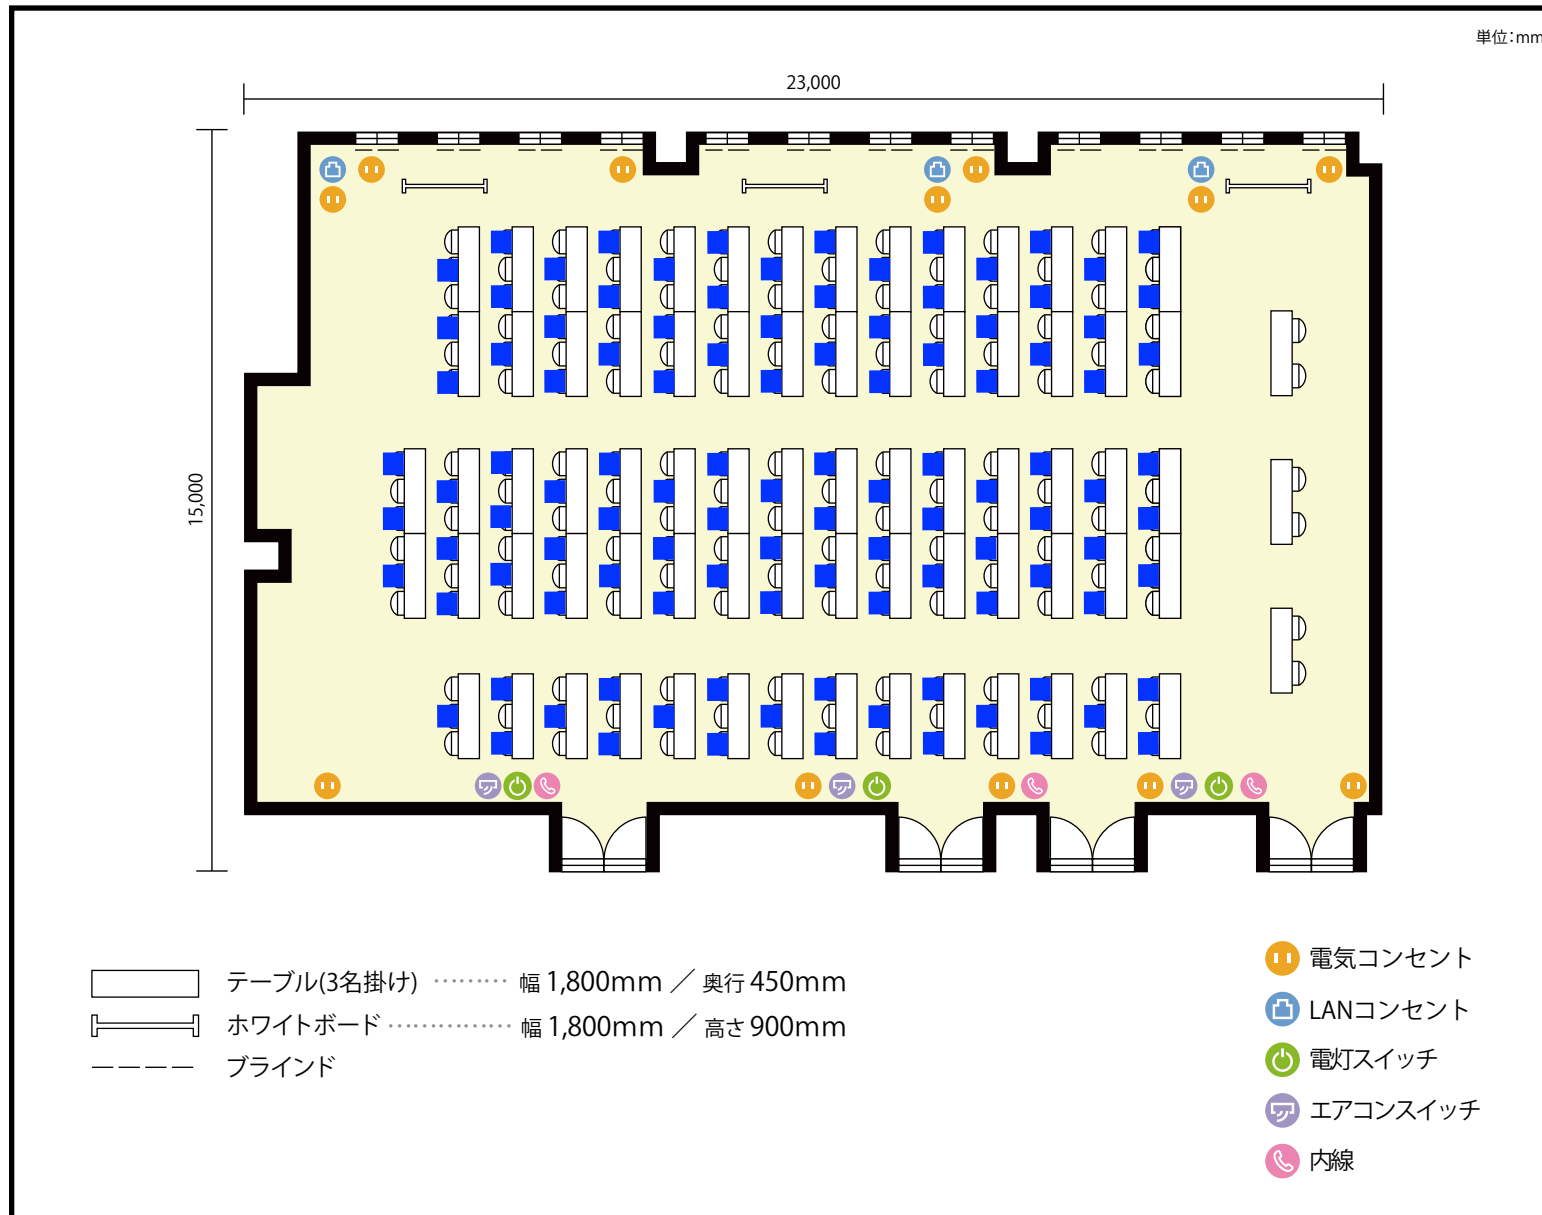 単位：mm
23,000
15,000
テーブル(3名掛け) ········· 幅 1,800mm ／ 奥行 450mm
ホワイトボード ··············· 幅 1,800mm ／ 高さ 900mm
ブラインド
電気コンセント
LANコンセント
電灯スイッチ
エアコンスイッチ
内線